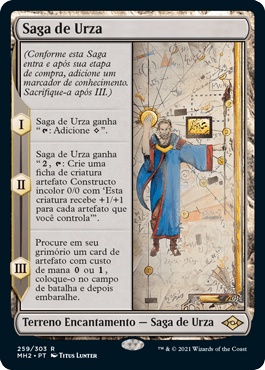 Saga de Urza
(Conforme esta Saga
entra e após sua etapa
de compra, adicione um
marcador de conhecimento.
Sacrifique-a após III.)
I
Saga de Urza ganha
“T: Adicione C”.
II
Saga de Urza ganha
“2, T: Crie uma
ficha de criatura
artefato Constructo
incolor 0/0 com ‘Esta
criatura recebe +1/+1
para cada artefato que
você controla’”.
III
Procure em seu
grimório um card de
artefato com custo
de mana 0 ou 1,
coloque-o no campo
de batalha e depois
embaralhe.
Terreno Encantamento — Saga de Urza
259/303 R
MH2 • PT TITUS LUNTER
™ & © 2021 Wizards of the Coast